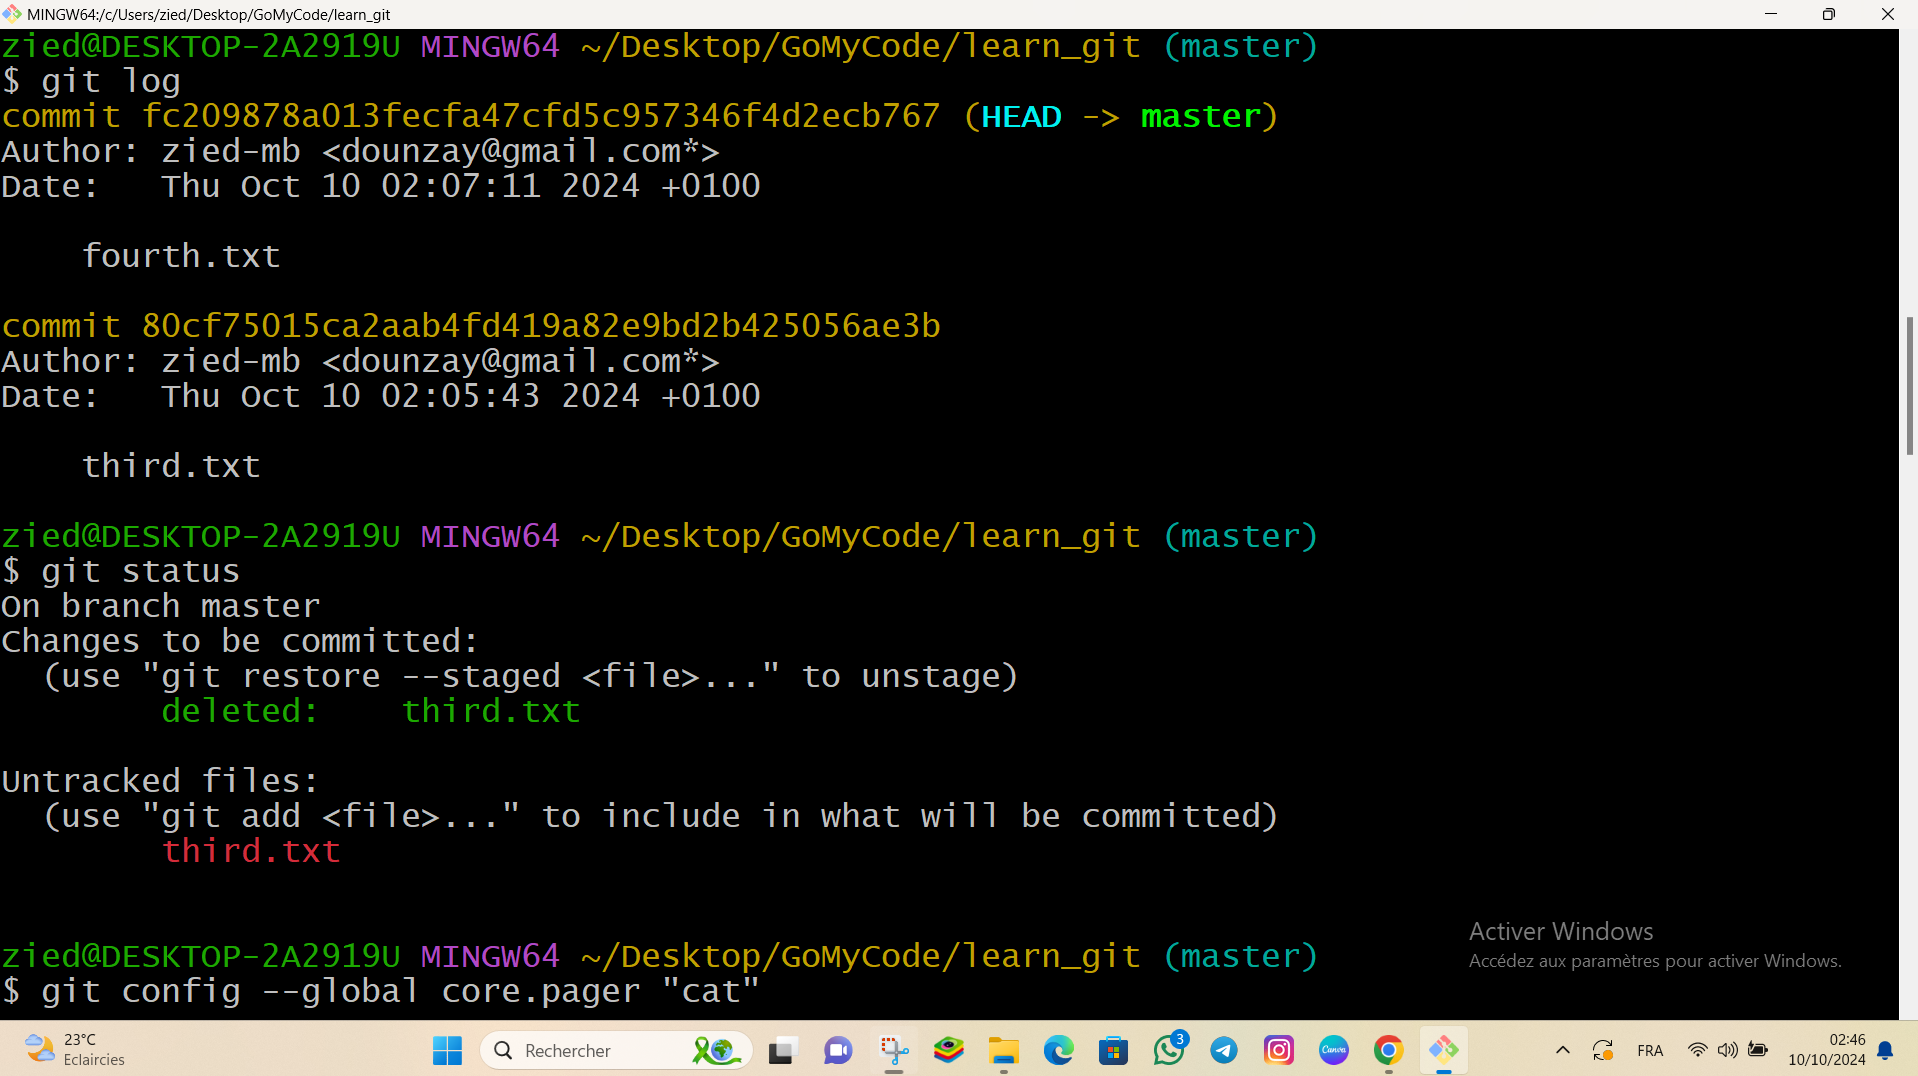 MINGW64:/c/Users/zied/Desktop/GoMyCode/learn_git
zied@DESKTOP-2A2919U MINGW64 ~/Desktop/GoMyCode/learn_git (master)
$ git log
commit fc209878a013fecfa47cfd5c957346f4d2ecb767 (HEAD -> master)
Author: zied-mb <dounzay@gmail.com*>
Date:   Thu Oct 10 02:07:11 2024 +0100
fourth.txt
commit 80cf75015ca2aab4fd419a82e9bd2b425056ae3b
Author: zied-mb <dounzay@gmail.com*>
Date:   Thu Oct 10 02:05:43 2024 +0100
third.txt
zied@DESKTOP-2A2919U MINGW64 ~/Desktop/GoMyCode/learn_git (master)
$ git status
On branch master
Changes to be committed:
(use "git restore --staged <file>..." to unstage)
deleted:    third.txt
Untracked files:
(use "git add <file>..." to include in what will be committed)
third.txt
zied@DESKTOP-2A2919U MINGW64 ~/Desktop/GoMyCode/learn_git (master)
$ git config --global core.pager "cat"
Activer Windows
Accédez aux paramètres pour activer Windows.
23°C
Eclaircies
Rechercher
3
Canva
FRA
02:46
10/10/2024